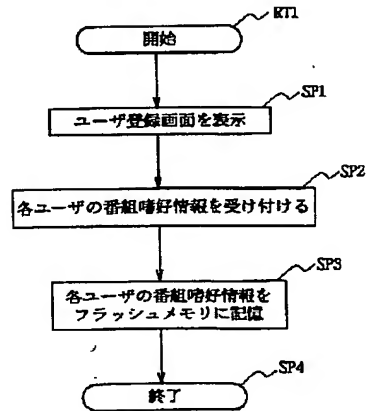 RT1
開始
SP1
ユーザ登録画面を表示
SP2
各ユーザの番組嗜好情報を受け付ける
SP3
各ユーザの番組嗜好情報を
フラッシュメモリに記憶
SP4
終了